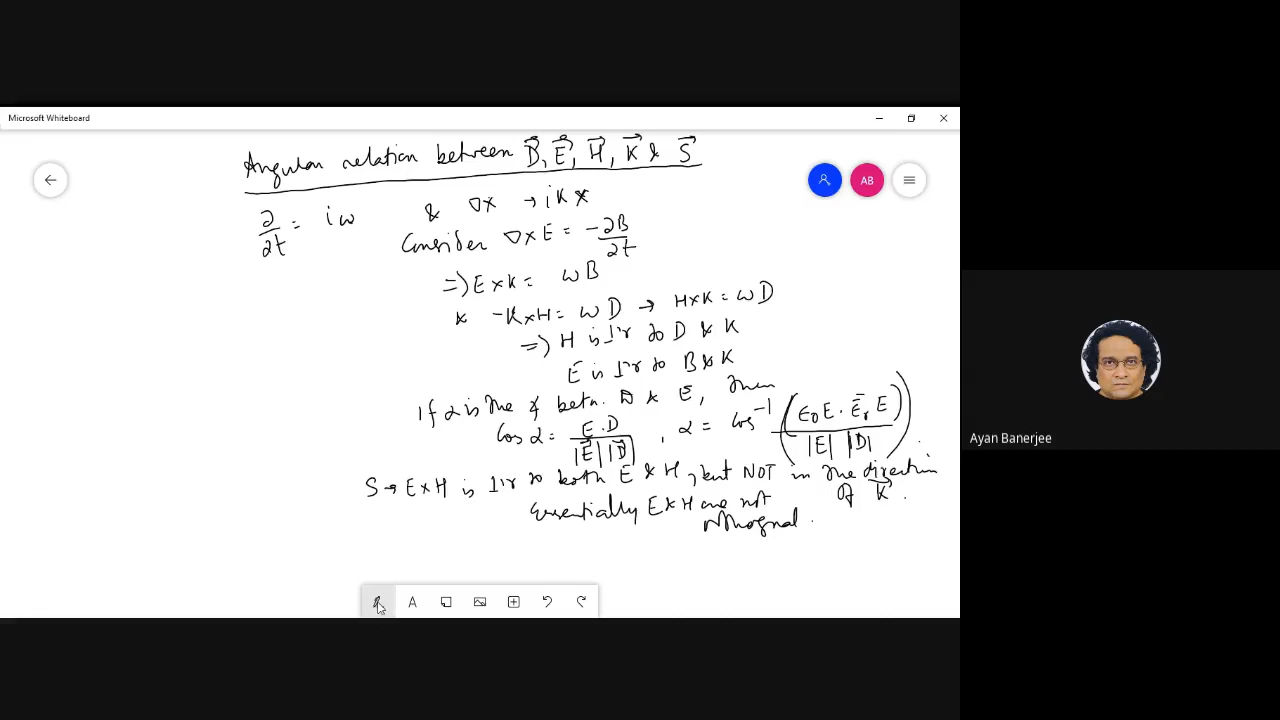 Microsoft Whiteboard
Angular relation between D, E, H, K & S
∂/∂t = iω & ∇× → iK×
Consider ∇×E = -∂B/∂t
=> E×K = ωB
& -K×H = ωD → H×K = ωD
=> H is ⊥r to D & K
E is ⊥r to B & K
If α is the ∠ betn. D & E, then
cos α = E·D / |E| |D| , α = cos⁻¹ (ε₀E · ε̄ᵣ E / |E| |D|)
S → E×H is ⊥r to both E & H, but NOT in the direction
of K.
Essentially E & H are not
orthogonal.
AB
A
Ayan Banerjee